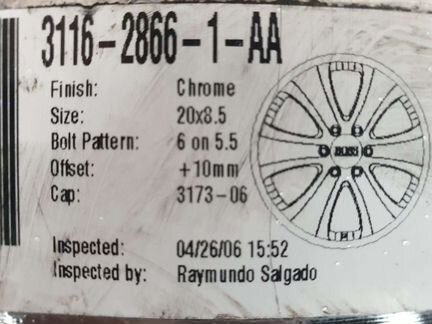 3116-2866-1-AA
Finish: Chrome
Size: 20x8.5
Bolt Pattern: 6 on 5.5
Offset: +10mm
Cap: 3173-06
BOSS
Inspected: 04/26/06 15:52
Inspected by: Raymundo Salgado